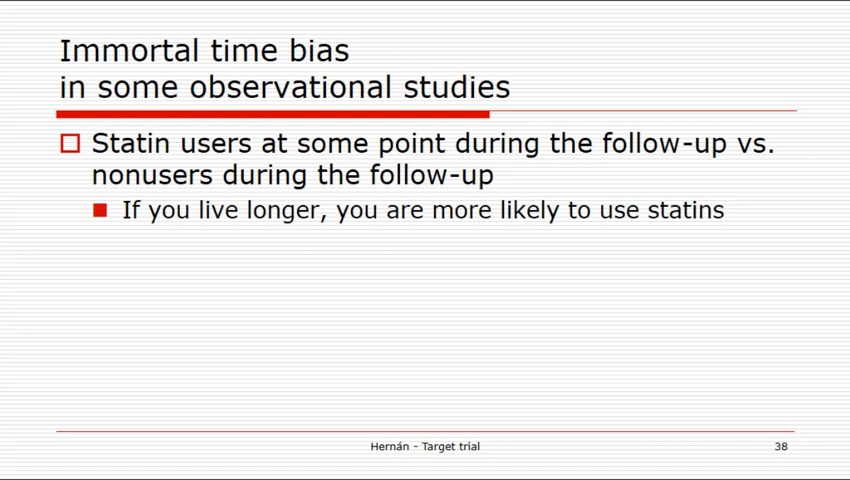 Immortal time bias
in some observational studies
Statin users at some point during the follow-up vs.
nonusers during the follow-up
If you live longer, you are more likely to use statins
Hernán - Target trial
38